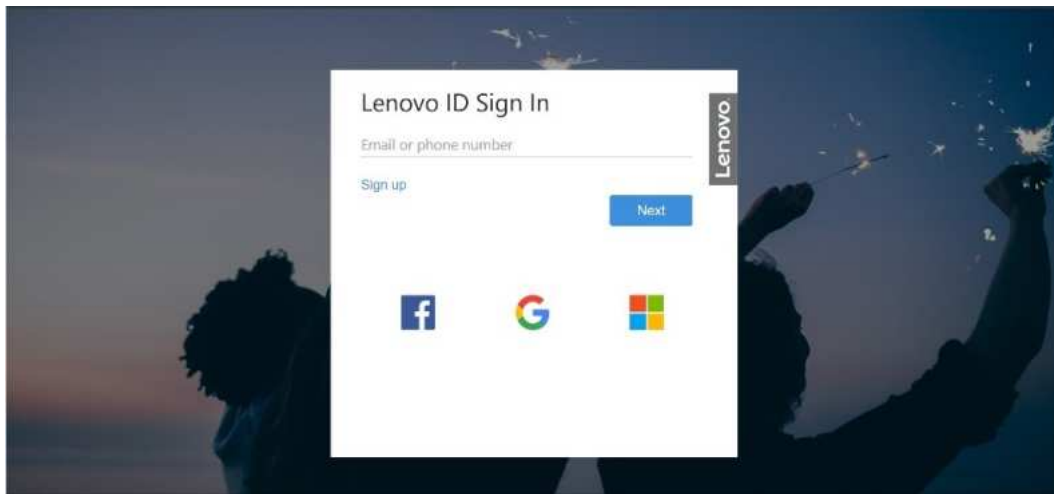 Lenovo ID Sign In
Email or phone number
Sign up
Next
Lenovo